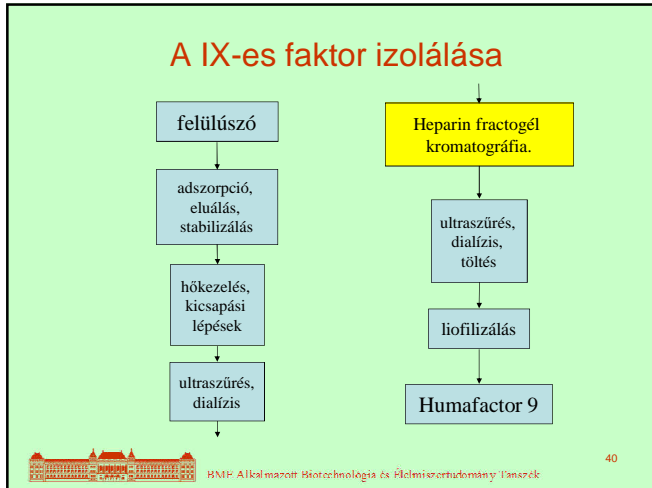 A IX-es faktor izolálása
felülúszó
adszorpció,
eluálás,
stabilizálás
hőkezelés,
kicsapási
lépések
ultraszűrés,
dialízis
Heparin fractogél
kromatográfia.
ultraszűrés,
dialízis,
töltés
liofilizálás
Humafactor 9
BME Alkalmazott Biotechnológia és Élelmiszertudomány Tanszék
40